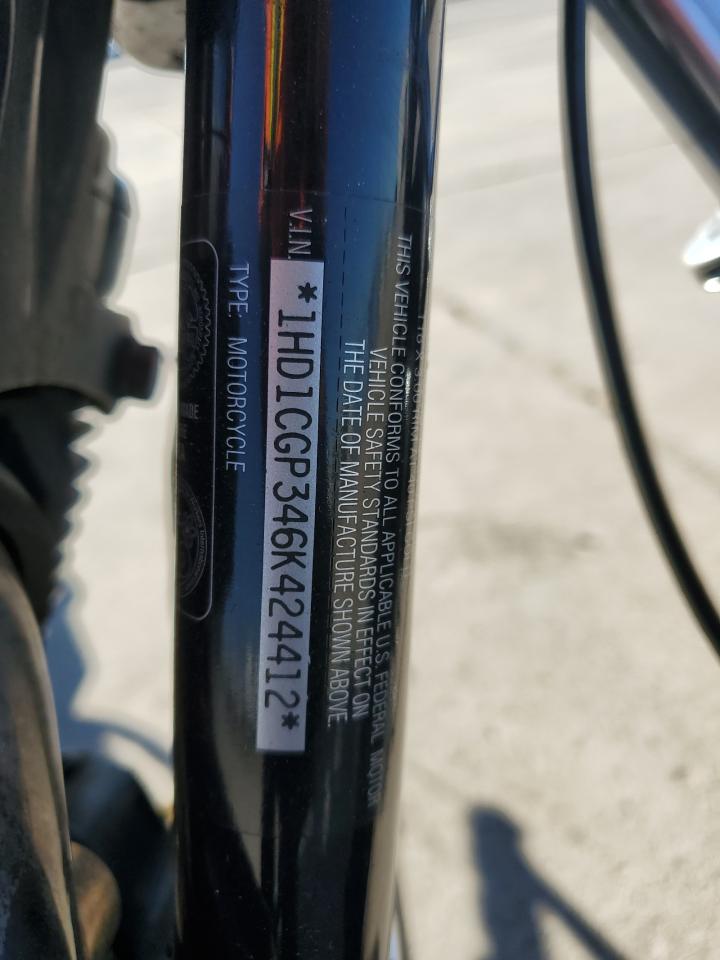 THIS VEHICLE CONFORMS TO ALL APPLICABLE U.S. FEDERAL MOTOR
VEHICLE SAFETY STANDARDS IN EFFECT ON
THE DATE OF MANUFACTURE SHOWN ABOVE.
V.I.N. *1HD1CGP346K424412*
TYPE: MOTORCYCLE